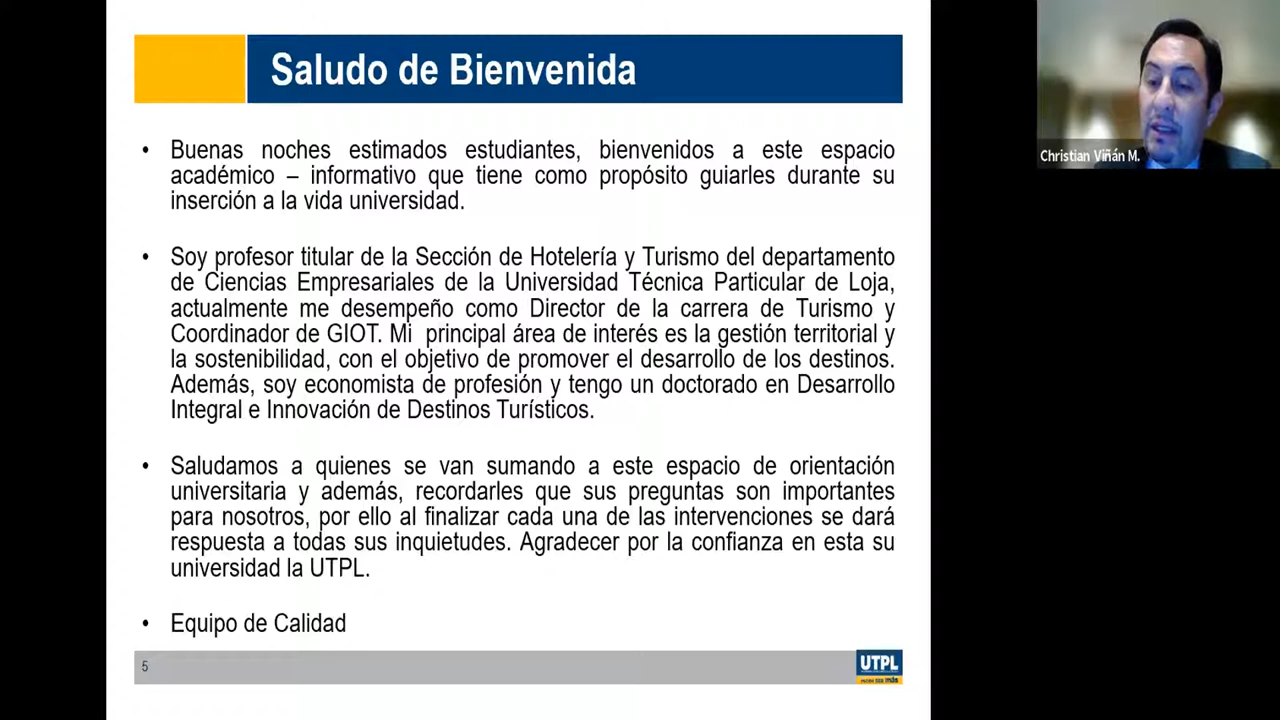 Saludo de Bienvenida
• Buenas noches estimados estudiantes, bienvenidos a este espacio
académico – informativo que tiene como propósito guiarles durante su
inserción a la vida universidad.
• Soy profesor titular de la Sección de Hotelería y Turismo del departamento
de Ciencias Empresariales de la Universidad Técnica Particular de Loja,
actualmente me desempeño como Director de la carrera de Turismo y
Coordinador de GIOT. Mi principal área de interés es la gestión territorial y
la sostenibilidad, con el objetivo de promover el desarrollo de los destinos.
Además, soy economista de profesión y tengo un doctorado en Desarrollo
Integral e Innovación de Destinos Turísticos.
• Saludamos a quienes se van sumando a este espacio de orientación
universitaria y además, recordarles que sus preguntas son importantes
para nosotros, por ello al finalizar cada una de las intervenciones se dará
respuesta a todas sus inquietudes. Agradecer por la confianza en esta su
universidad la UTPL.
• Equipo de Calidad
5
UTPL
Christian Viñán M.